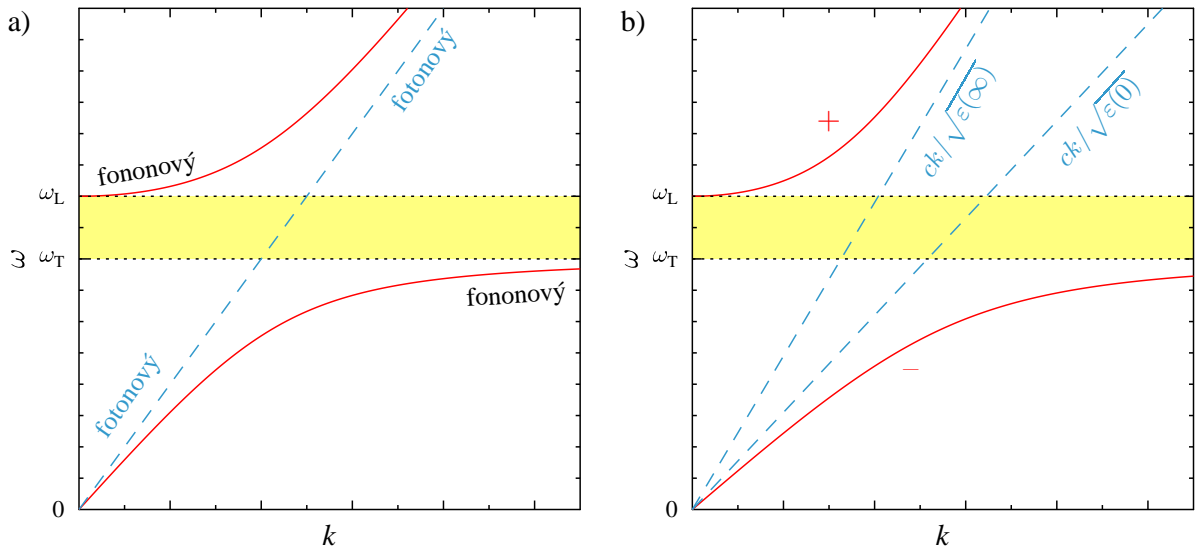 a)
fotonový
fononový
ω_L
ω
ω_T
fononový
fotonový
0
k
b)
ck/√ε(∞)
ck/√ε(0)
+
ω_L
ω
ω_T
−
0
k